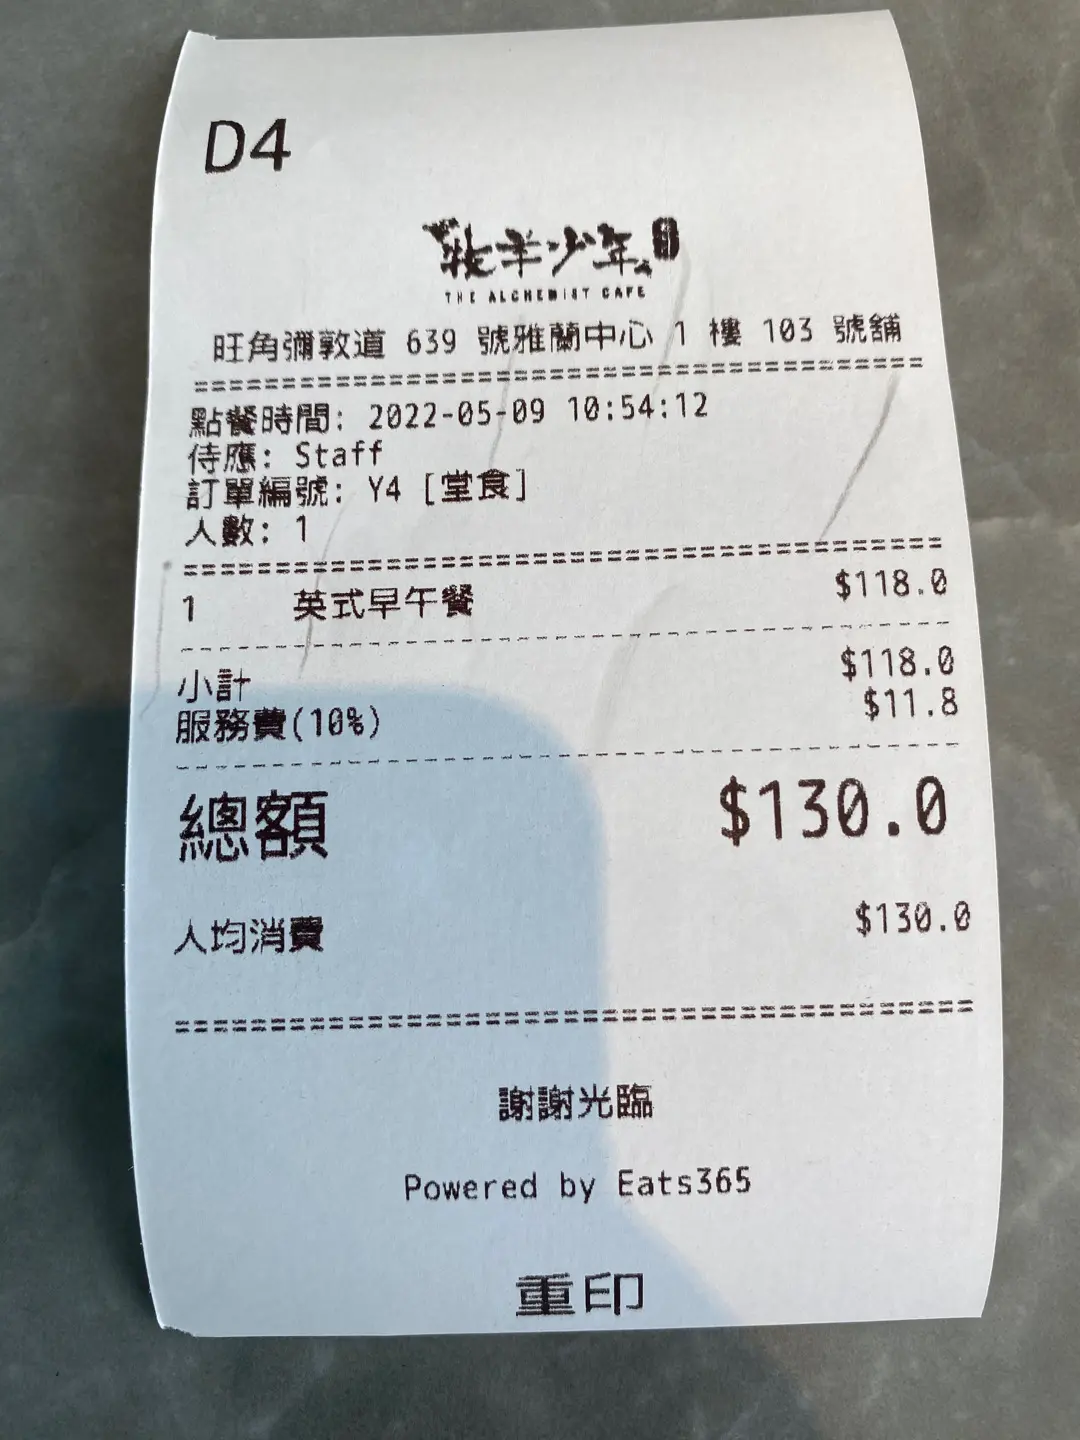 D4
牧羊少年
THE ALCHEMIST CAFE
旺角彌敦道 639 號雅蘭中心 1 樓 103 號舖
點餐時間: 2022-05-09 10:54:12
侍應: Staff
訂單編號: Y4 [堂食]
人數: 1
1 英式早午餐 $118.0
小計 $118.0
服務費(10%) $11.8
總額 $130.0
人均消費 $130.0
謝謝光臨
Powered by Eats365
重印